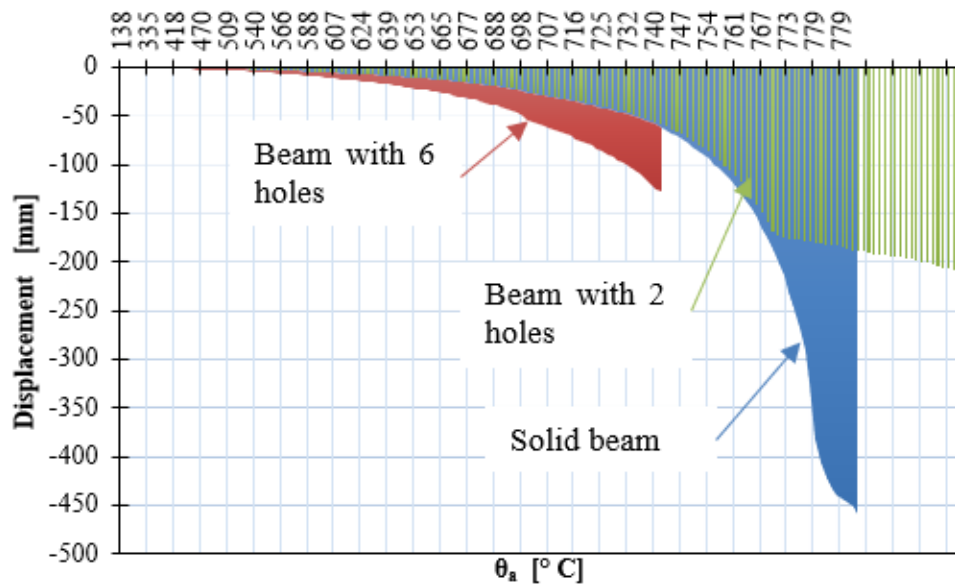 138 335 418 470 509 540 566 588 607 624 639 653 665 677 688 698 707 716 725 732 740 747 754 761 767 773 779 779
0
-50
-100
-150
-200
-250
-300
-350
-400
-450
-500
Displacement [mm]
Beam with 6
holes
Beam with 2
holes
Solid beam
θa [° C]